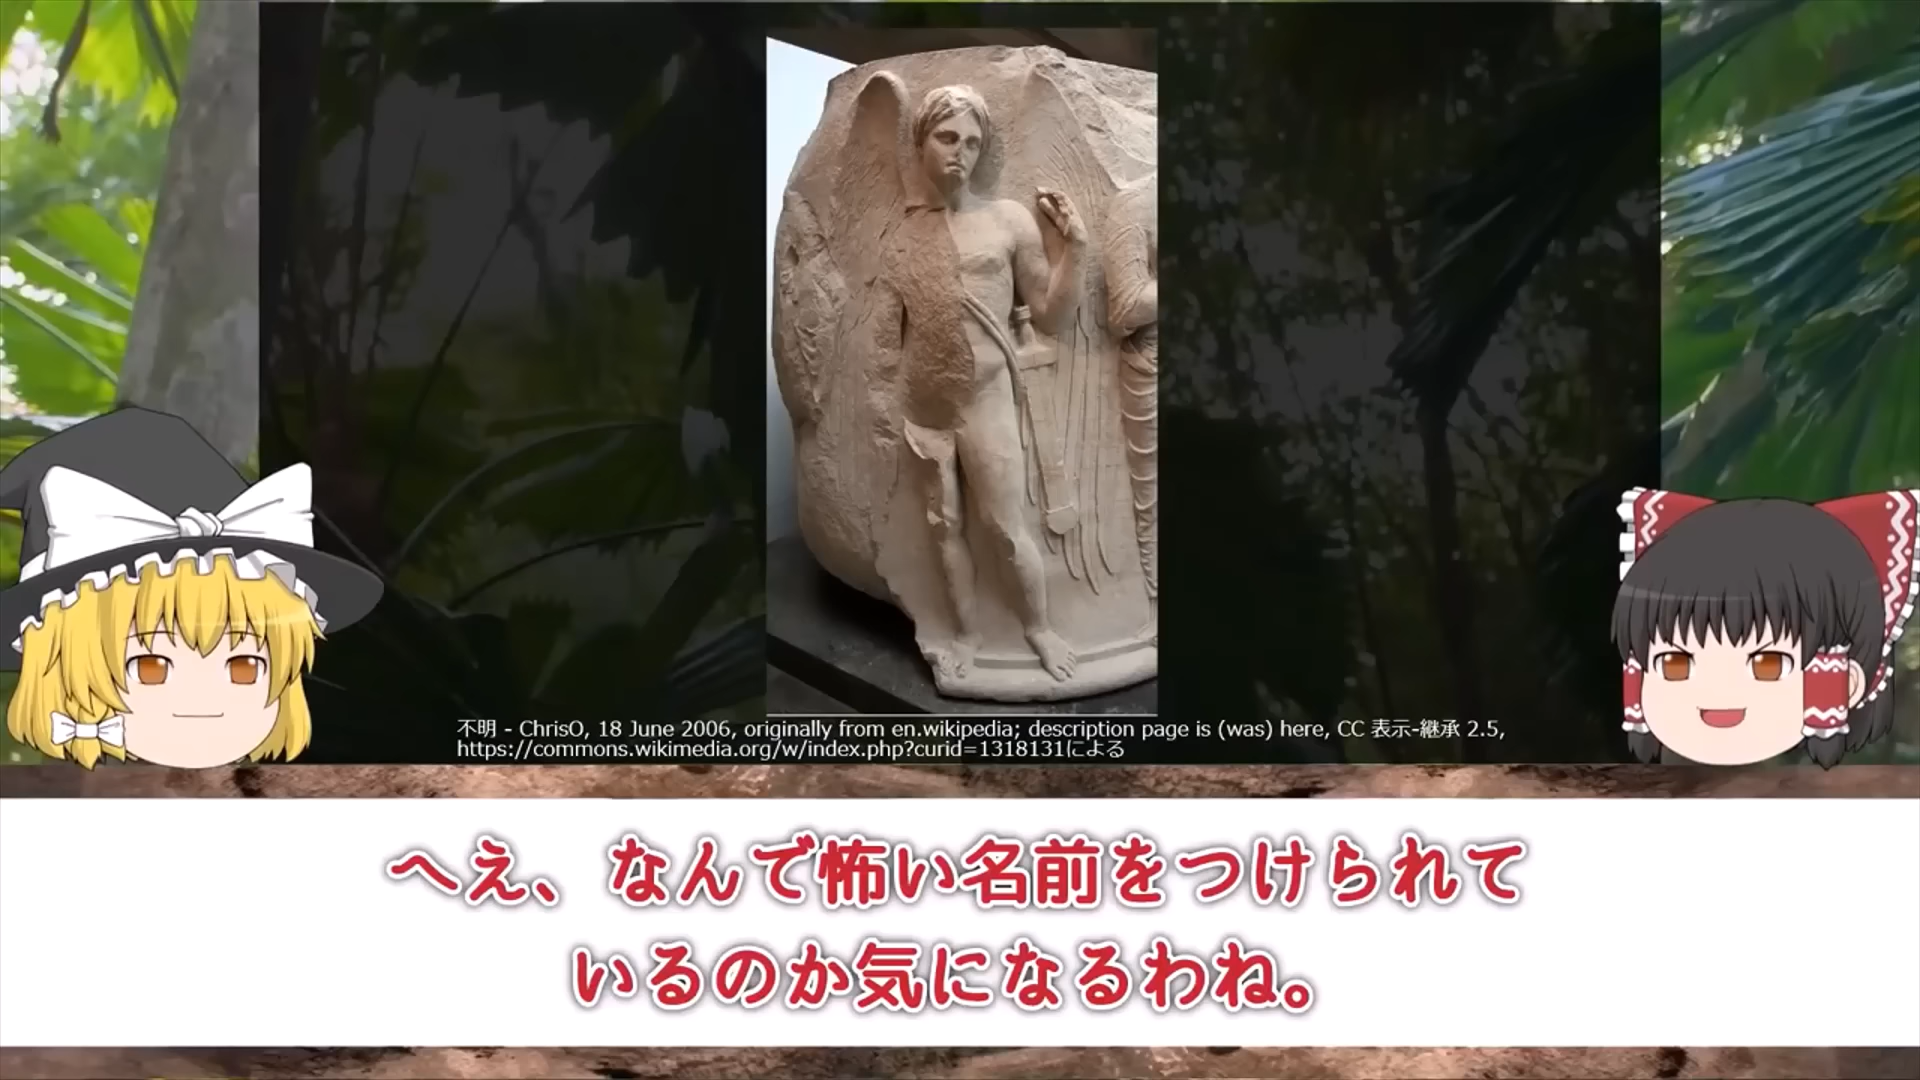 不明 - ChrisO, 18 June 2006, originally from en.wikipedia; description page is (was) here, CC 表示-継承 2.5,
https://commons.wikimedia.org/w/index.php?curid=1318131による
へえ、なんで怖い名前をつけられて
いるのか気になるわね。